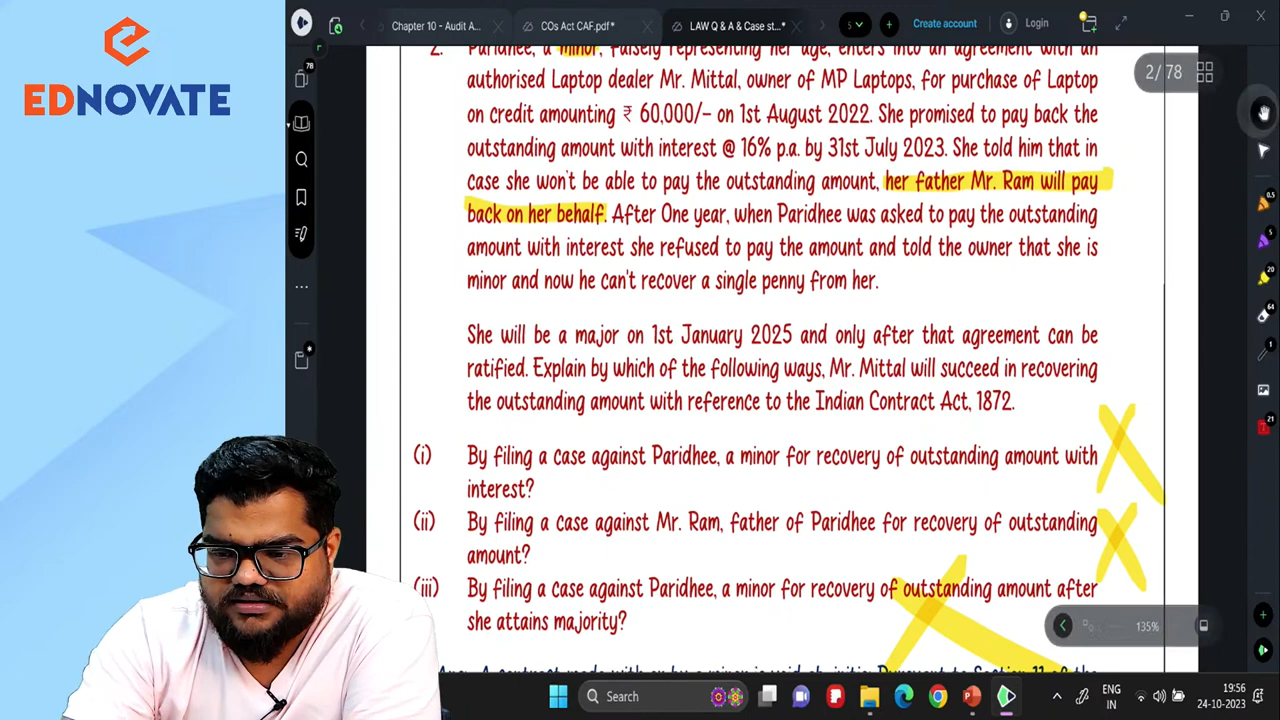 Chapter 10 - Audit A...
COs Act CAF.pdf*
LAW Q & A & Case st...
5
Create account
Login
EDNOVATE
78
2/78
2. Paridhee, a minor, falsely representing her age, enters into an agreement with an
authorised Laptop dealer Mr. Mittal, owner of MP Laptops, for purchase of Laptop
on credit amounting ₹ 60,000/- on 1st August 2022. She promised to pay back the
outstanding amount with interest @ 16% p.a. by 31st July 2023. She told him that in
case she won't be able to pay the outstanding amount, her father Mr. Ram will pay
back on her behalf. After One year, when Paridhee was asked to pay the outstanding
amount with interest she refused to pay the amount and told the owner that she is
minor and now he can't recover a single penny from her.
She will be a major on 1st January 2025 and only after that agreement can be
ratified. Explain by which of the following ways, Mr. Mittal will succeed in recovering
the outstanding amount with reference to the Indian Contract Act, 1872.
(i) By filing a case against Paridhee, a minor for recovery of outstanding amount with
interest?
(ii) By filing a case against Mr. Ram, father of Paridhee for recovery of outstanding
amount?
(iii) By filing a case against Paridhee, a minor for recovery of outstanding amount after
she attains majority?
0.5
5
20
64
1
21
135%
Search
ENG
IN
19:56
24-10-2023